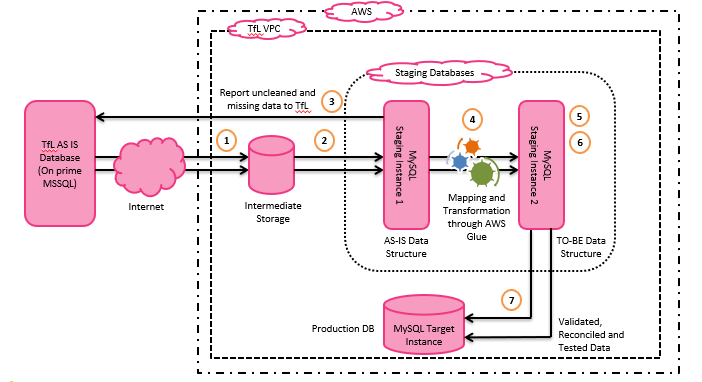 AWS
TfL VPC
Staging Databases
Report uncleaned and
missing data to TfL
3
4
5
6
1
2
TfL AS IS
Database
(On prime
MSSQL)
Internet
Intermediate
Storage
MySQL
Staging Instance 1
MySQL
Staging Instance 2
Mapping and
Transformation
through AWS
Glue
AS-IS Data
Structure
TO-BE Data
Structure
7
Production DB
MySQL Target
Instance
Validated,
Reconciled and
Tested Data